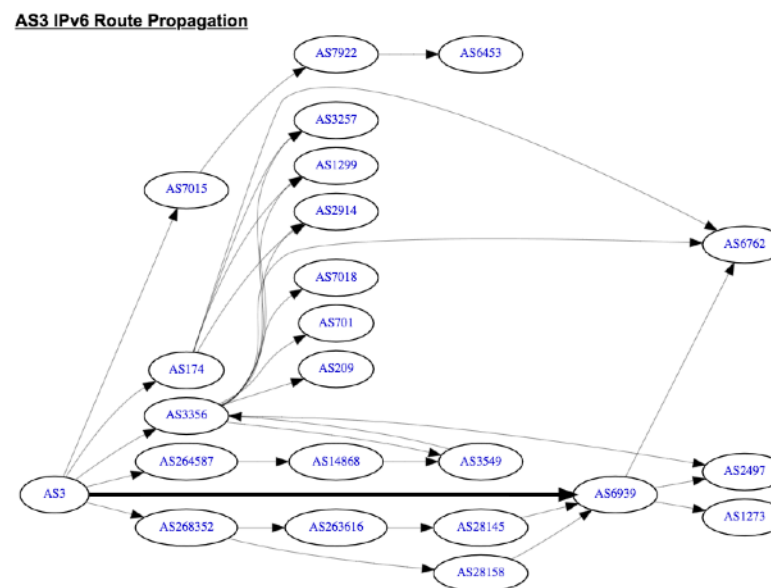 AS3 IPv6 Route Propagation
AS7922
AS6453
AS3257
AS1299
AS7015
AS2914
AS6762
AS7018
AS701
AS174
AS209
AS3356
AS264587
AS14868
AS3549
AS2497
AS3
AS6939
AS1273
AS268352
AS263616
AS28145
AS28158